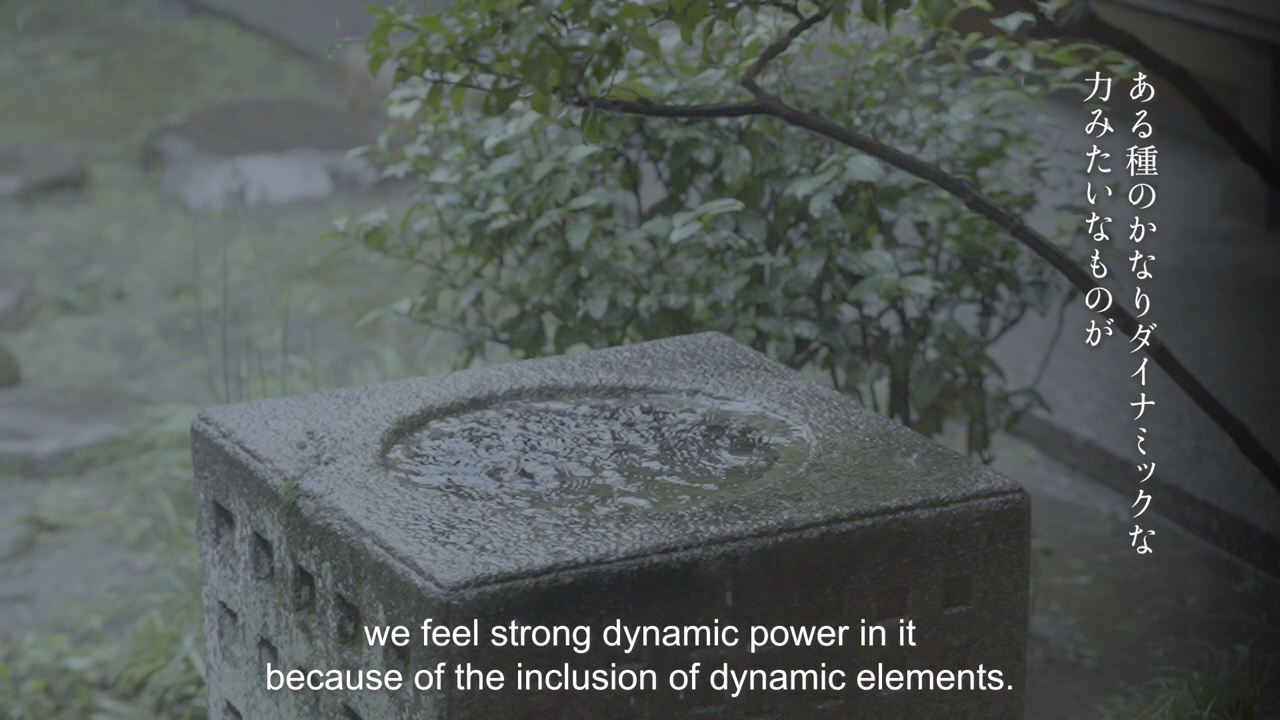 ある種のかなりダイナミックな
力みたいなものが
we feel strong dynamic power in it
because of the inclusion of dynamic elements.